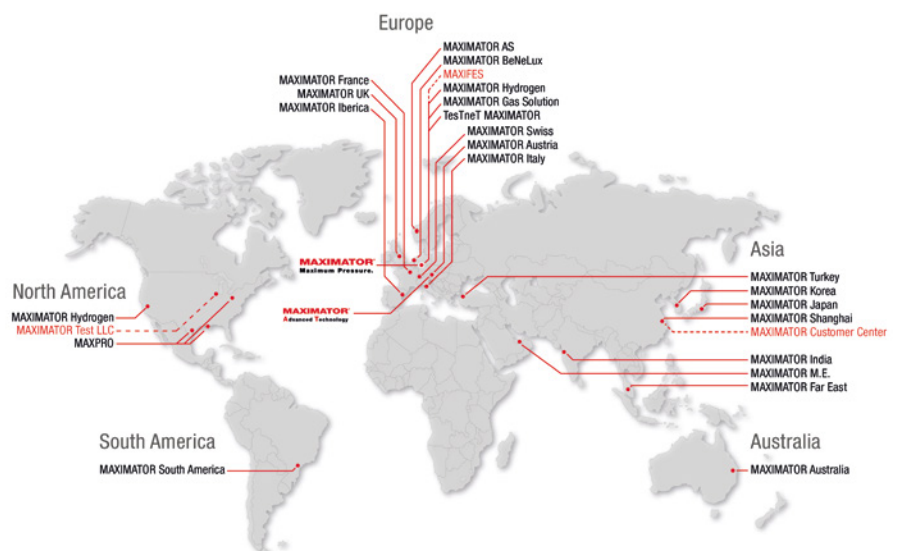 Europe
MAXIMATOR AS
MAXIMATOR BeNeLux
MAXIFES
MAXIMATOR Hydrogen
MAXIMATOR Gas Solution
TesTneT MAXIMATOR
MAXIMATOR Swiss
MAXIMATOR Austria
MAXIMATOR Italy
MAXIMATOR France
MAXIMATOR UK
MAXIMATOR Iberica
MAXIMATOR
Maximum Pressure.
MAXIMATOR
Advanced Technology
North America
MAXIMATOR Hydrogen
MAXIMATOR Test LLC
MAXPRO
South America
MAXIMATOR South America
Asia
MAXIMATOR Turkey
MAXIMATOR Korea
MAXIMATOR Japan
MAXIMATOR Shanghai
MAXIMATOR Customer Center
MAXIMATOR India
MAXIMATOR M.E.
MAXIMATOR Far East
Australia
MAXIMATOR Australia